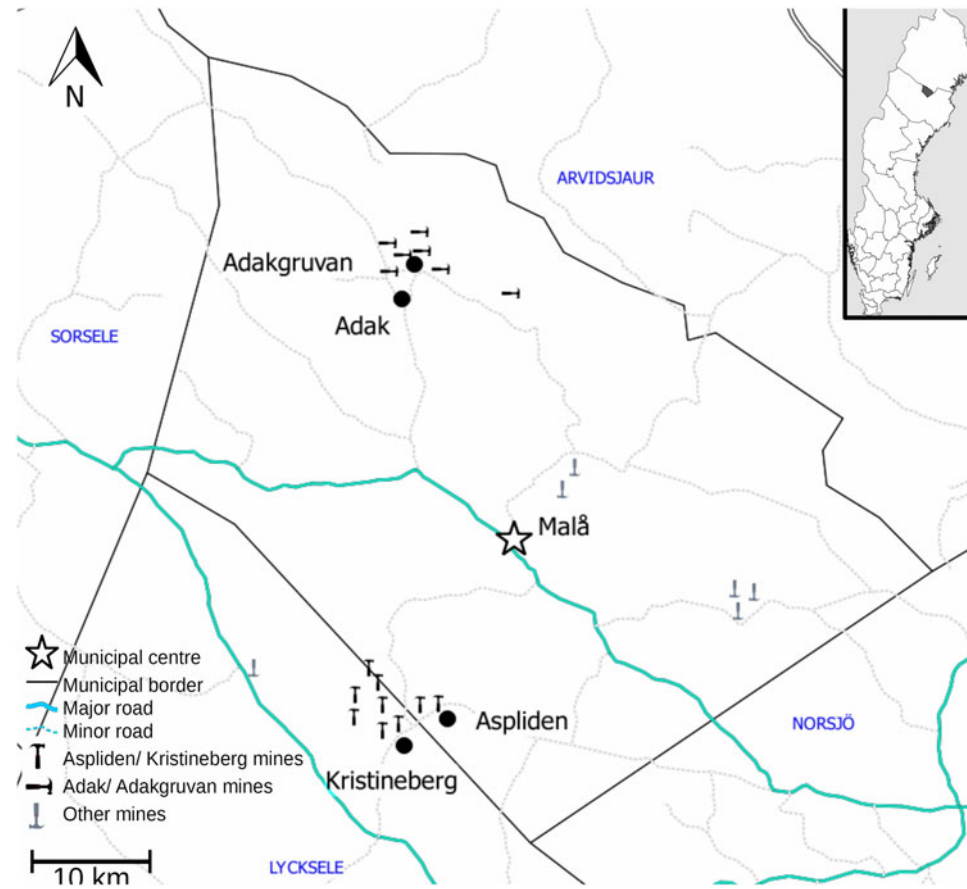 N
ARVIDSJAUR
Adakgruvan
Adak
SORSELE
Malå
Municipal centre
Municipal border
Major road
Minor road
Aspliden/ Kristineberg mines
Adak/ Adakgruvan mines
Other mines
Aspliden
NORSJÖ
Kristineberg
LYCKSELE
10 km